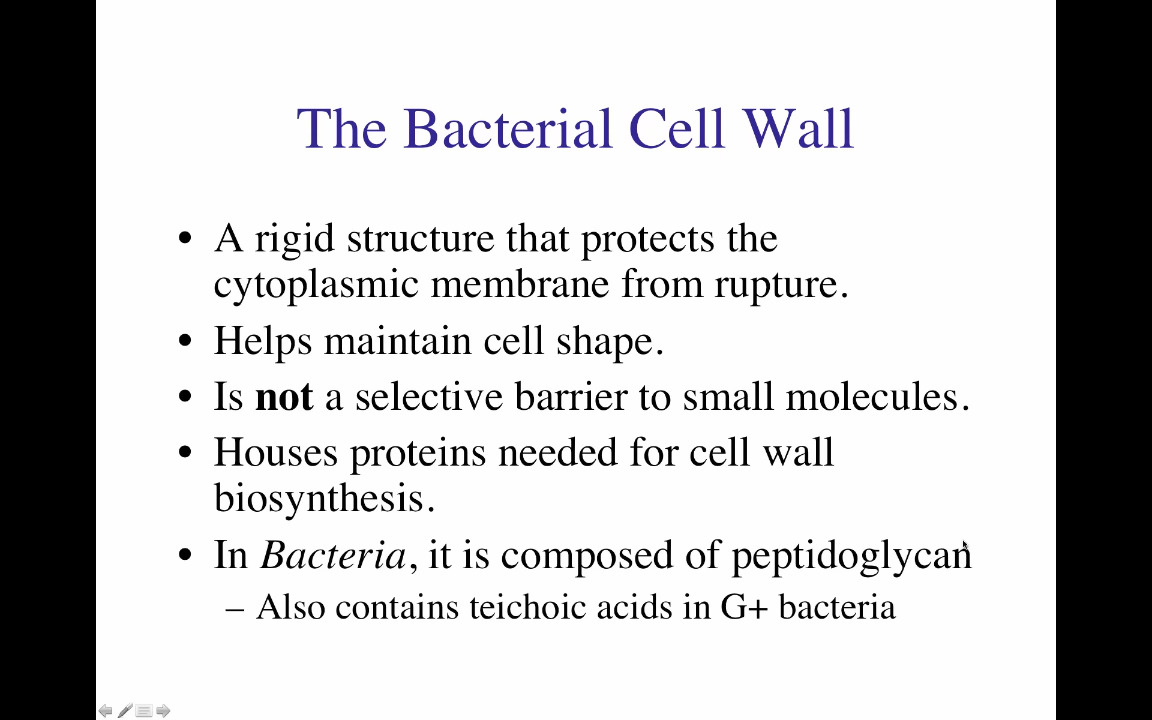 The Bacterial Cell Wall
• A rigid structure that protects the
cytoplasmic membrane from rupture.
• Helps maintain cell shape.
• Is not a selective barrier to small molecules.
• Houses proteins needed for cell wall
biosynthesis.
• In Bacteria, it is composed of peptidoglycan
– Also contains teichoic acids in G+ bacteria